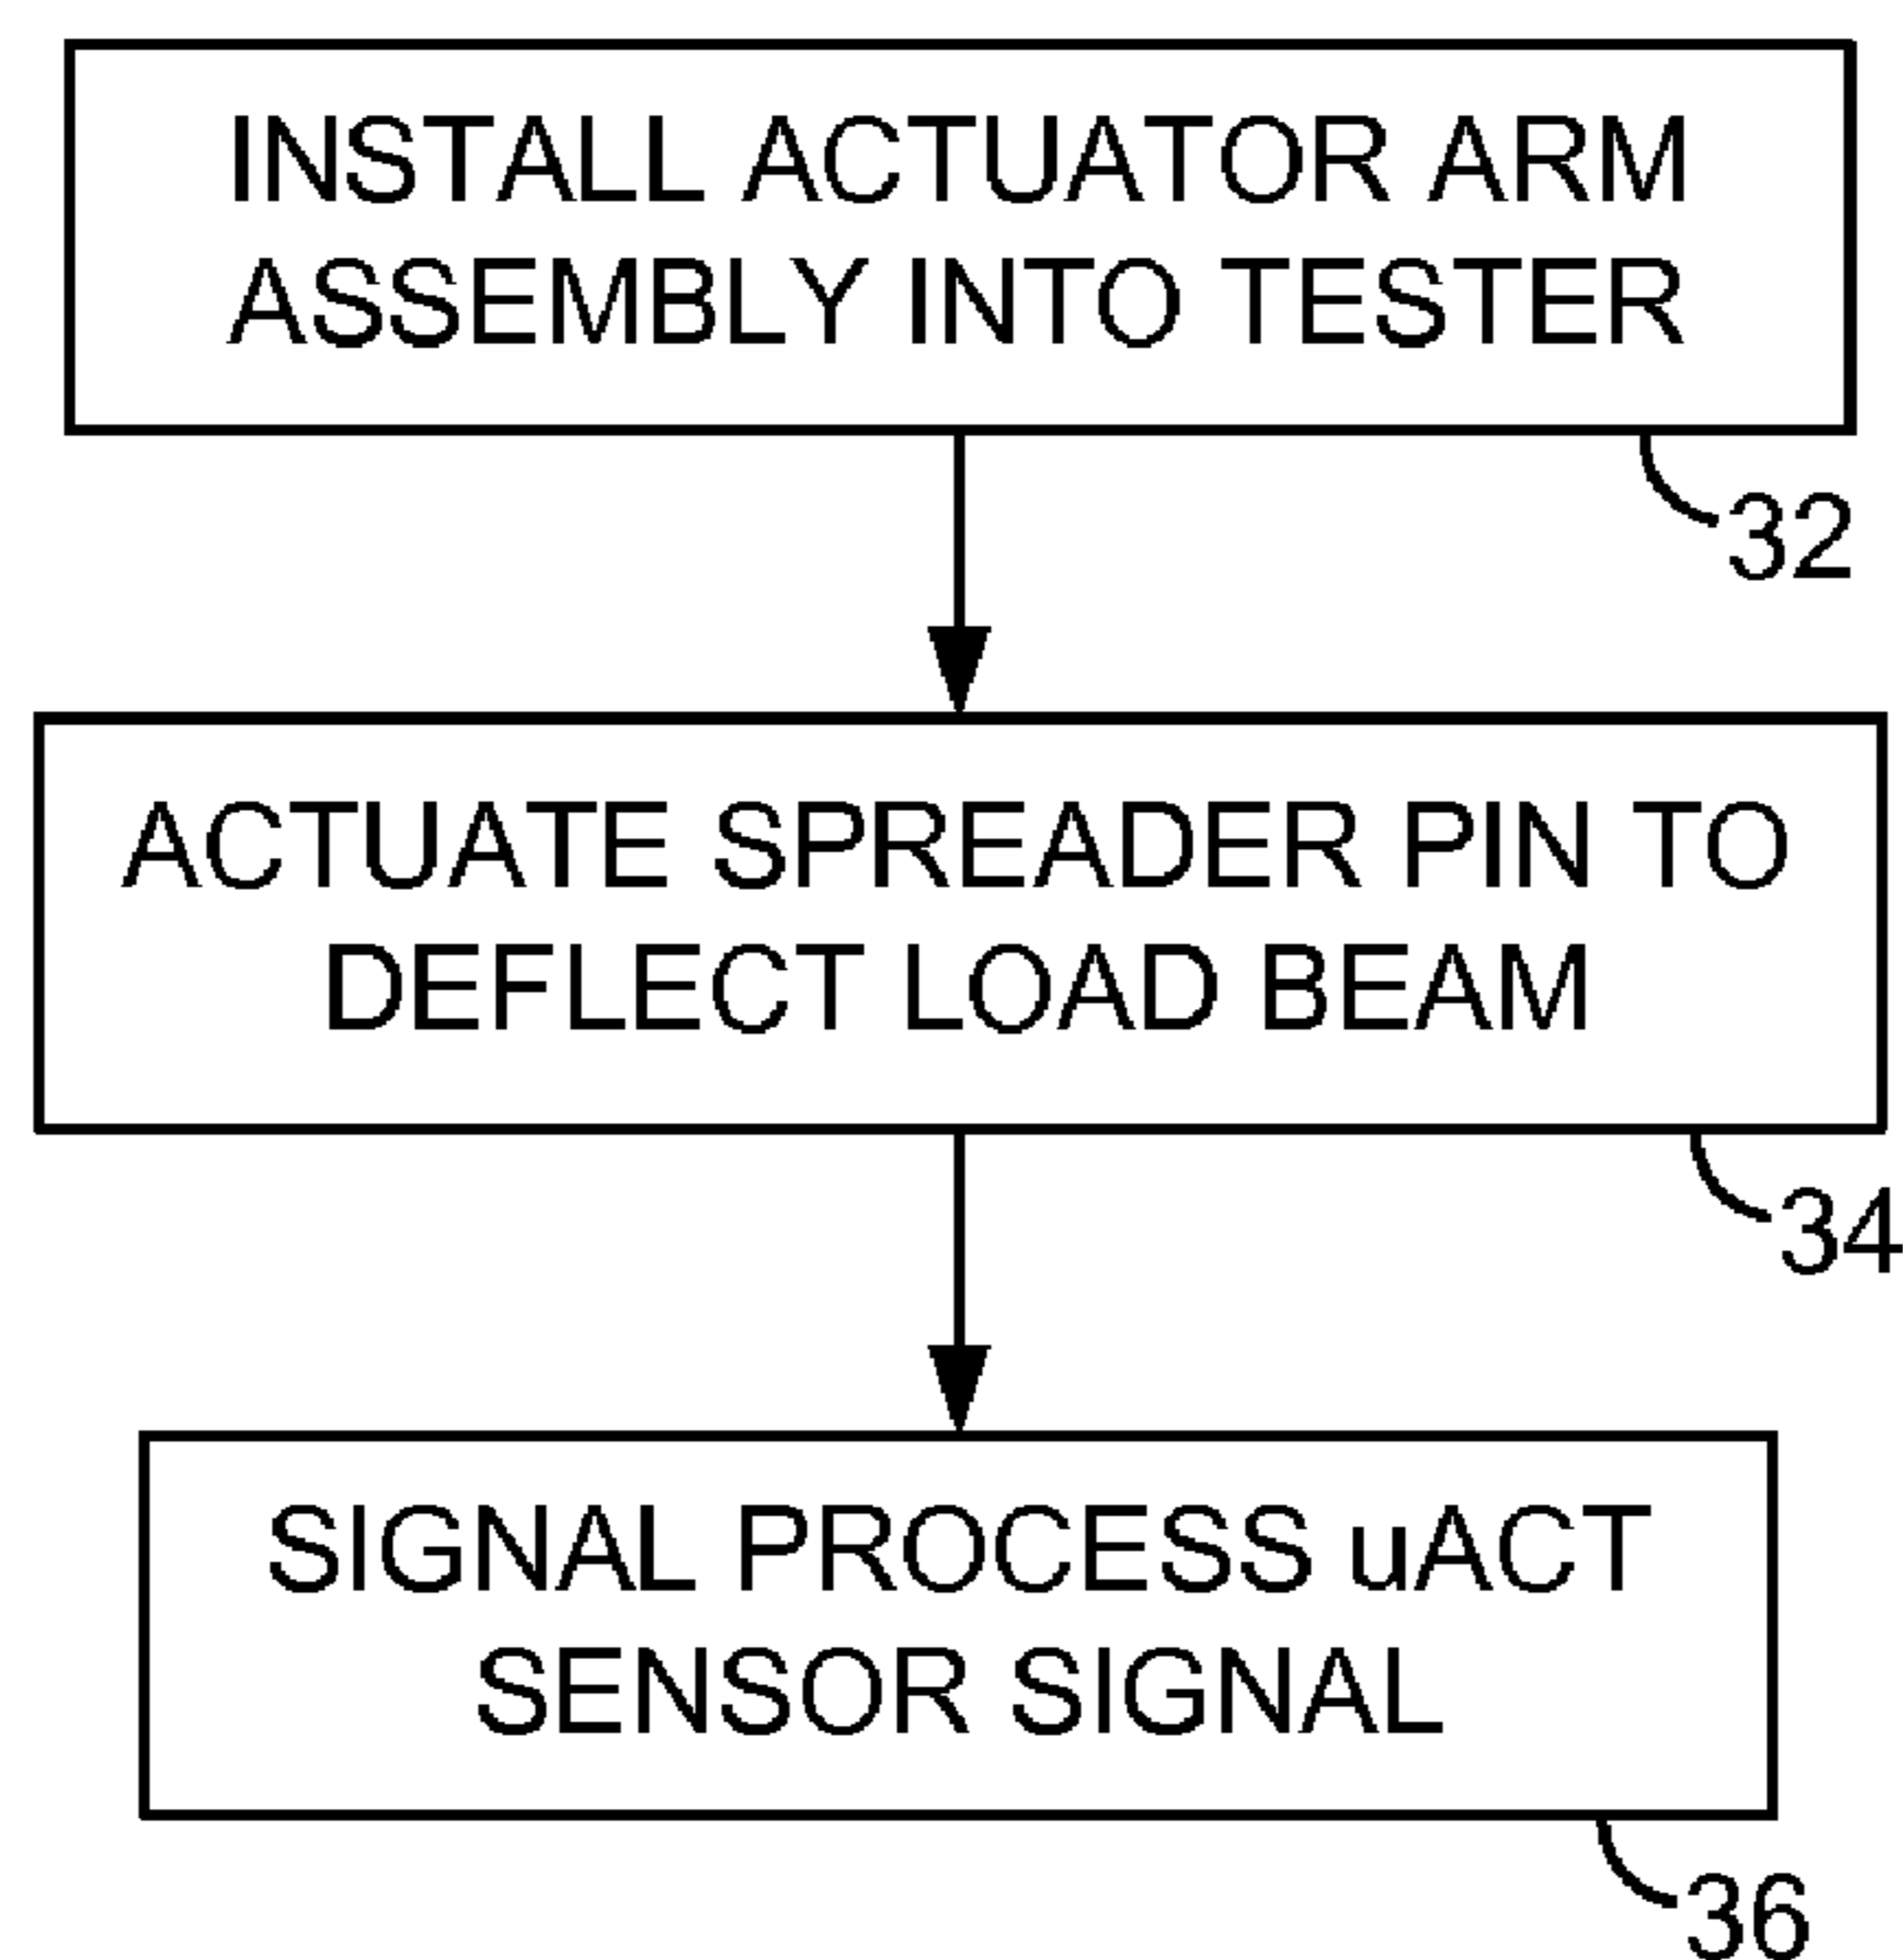 INSTALL ACTUATOR ARM
ASSEMBLY INTO TESTER
32
ACTUATE SPREADER PIN TO
DEFLECT LOAD BEAM
34
SIGNAL PROCESS uACT
SENSOR SIGNAL
36